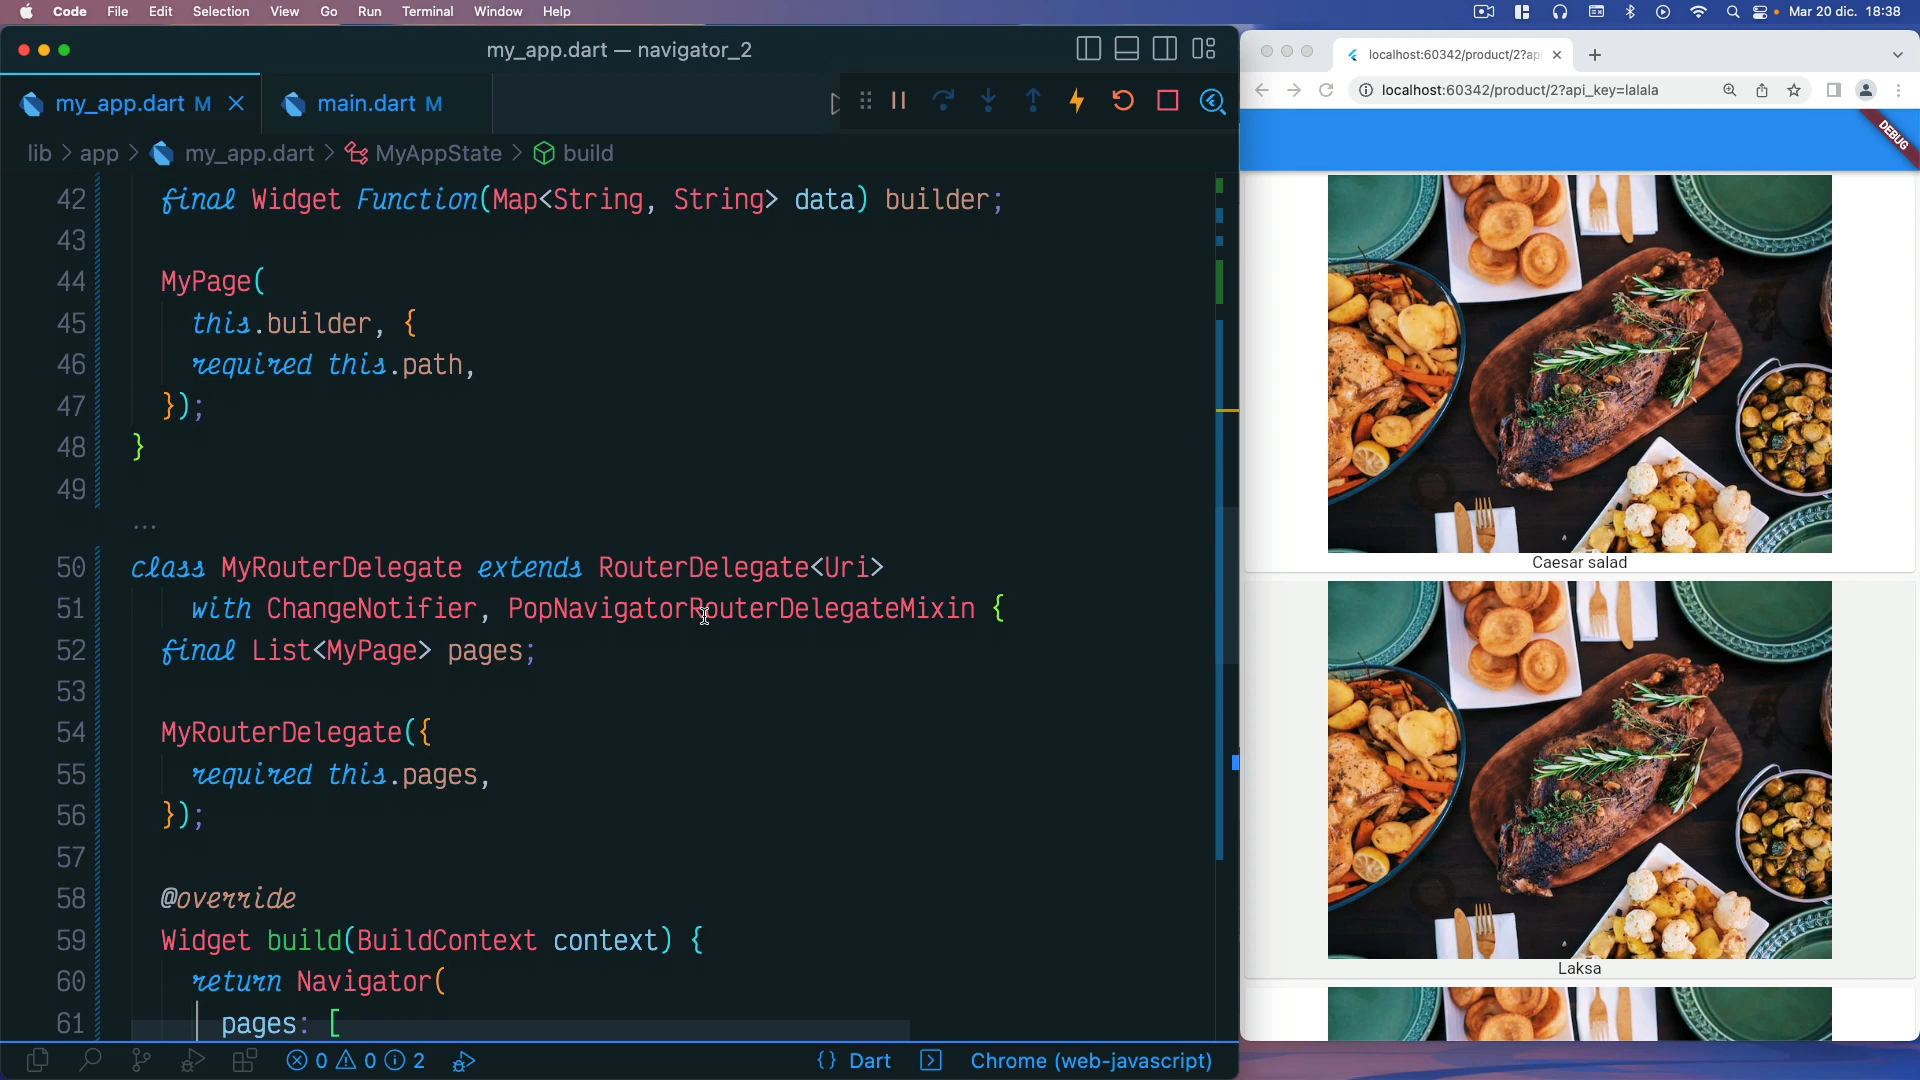 Code File Edit Selection View Go Run Terminal Window Help
Mar 20 dic. 18:38
my_app.dart — navigator_2
my_app.dart M
main.dart M
lib > app > my_app.dart > MyAppState > build
42 final Widget Function(Map<String, String> data) builder;
43
44 MyPage(
45 this.builder, {
46 required this.path,
47 });
48 }
49
...
50 class MyRouterDelegate extends RouterDelegate<Uri>
51 with ChangeNotifier, PopNavigatorRouterDelegateMixin {
52 final List<MyPage> pages;
53
54 MyRouterDelegate({
55 required this.pages,
56 });
57
58 @override
59 Widget build(BuildContext context) {
60 return Navigator(
61 pages: [
0 0 2
{} Dart
Chrome (web-javascript)
localhost:60342/product/2?api
localhost:60342/product/2?api_key=lalala
DEBUG
Caesar salad
Laksa